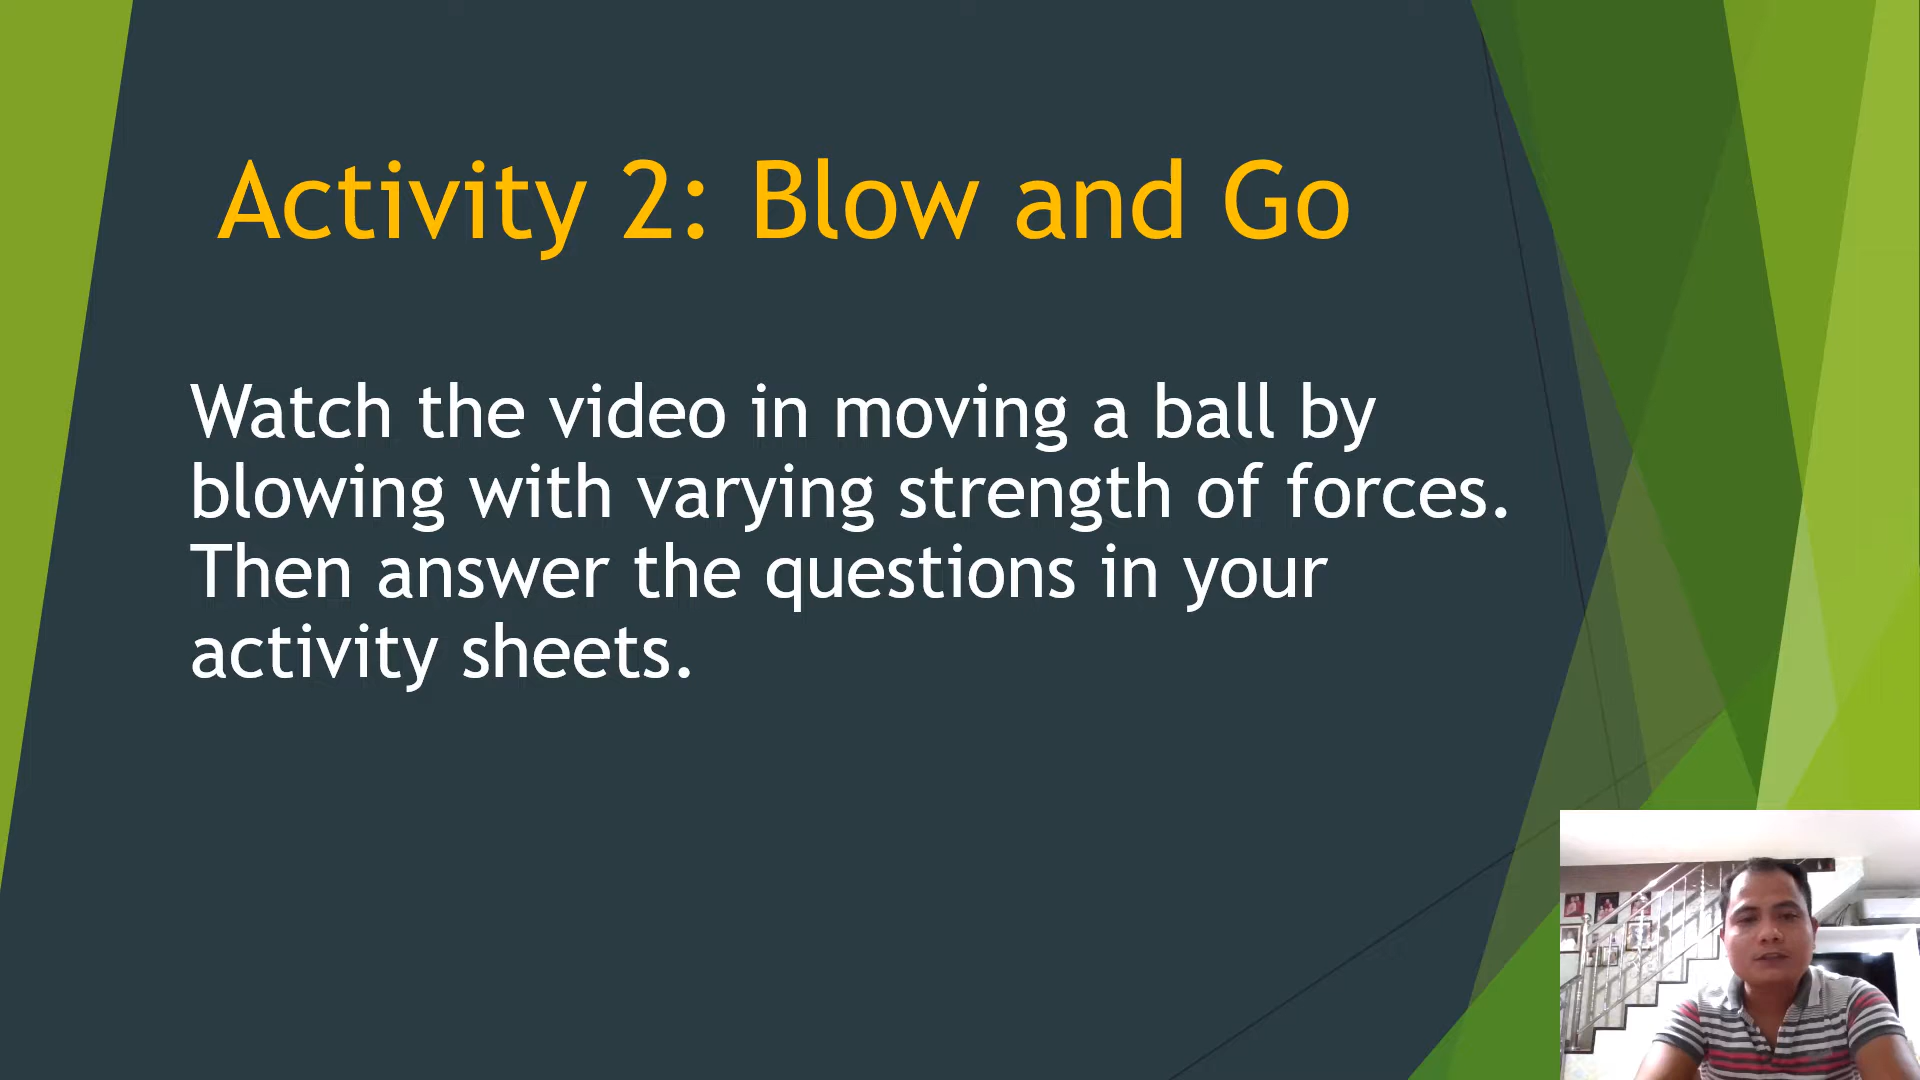 Activity 2: Blow and Go
Watch the video in moving a ball by
blowing with varying strength of forces.
Then answer the questions in your
activity sheets.